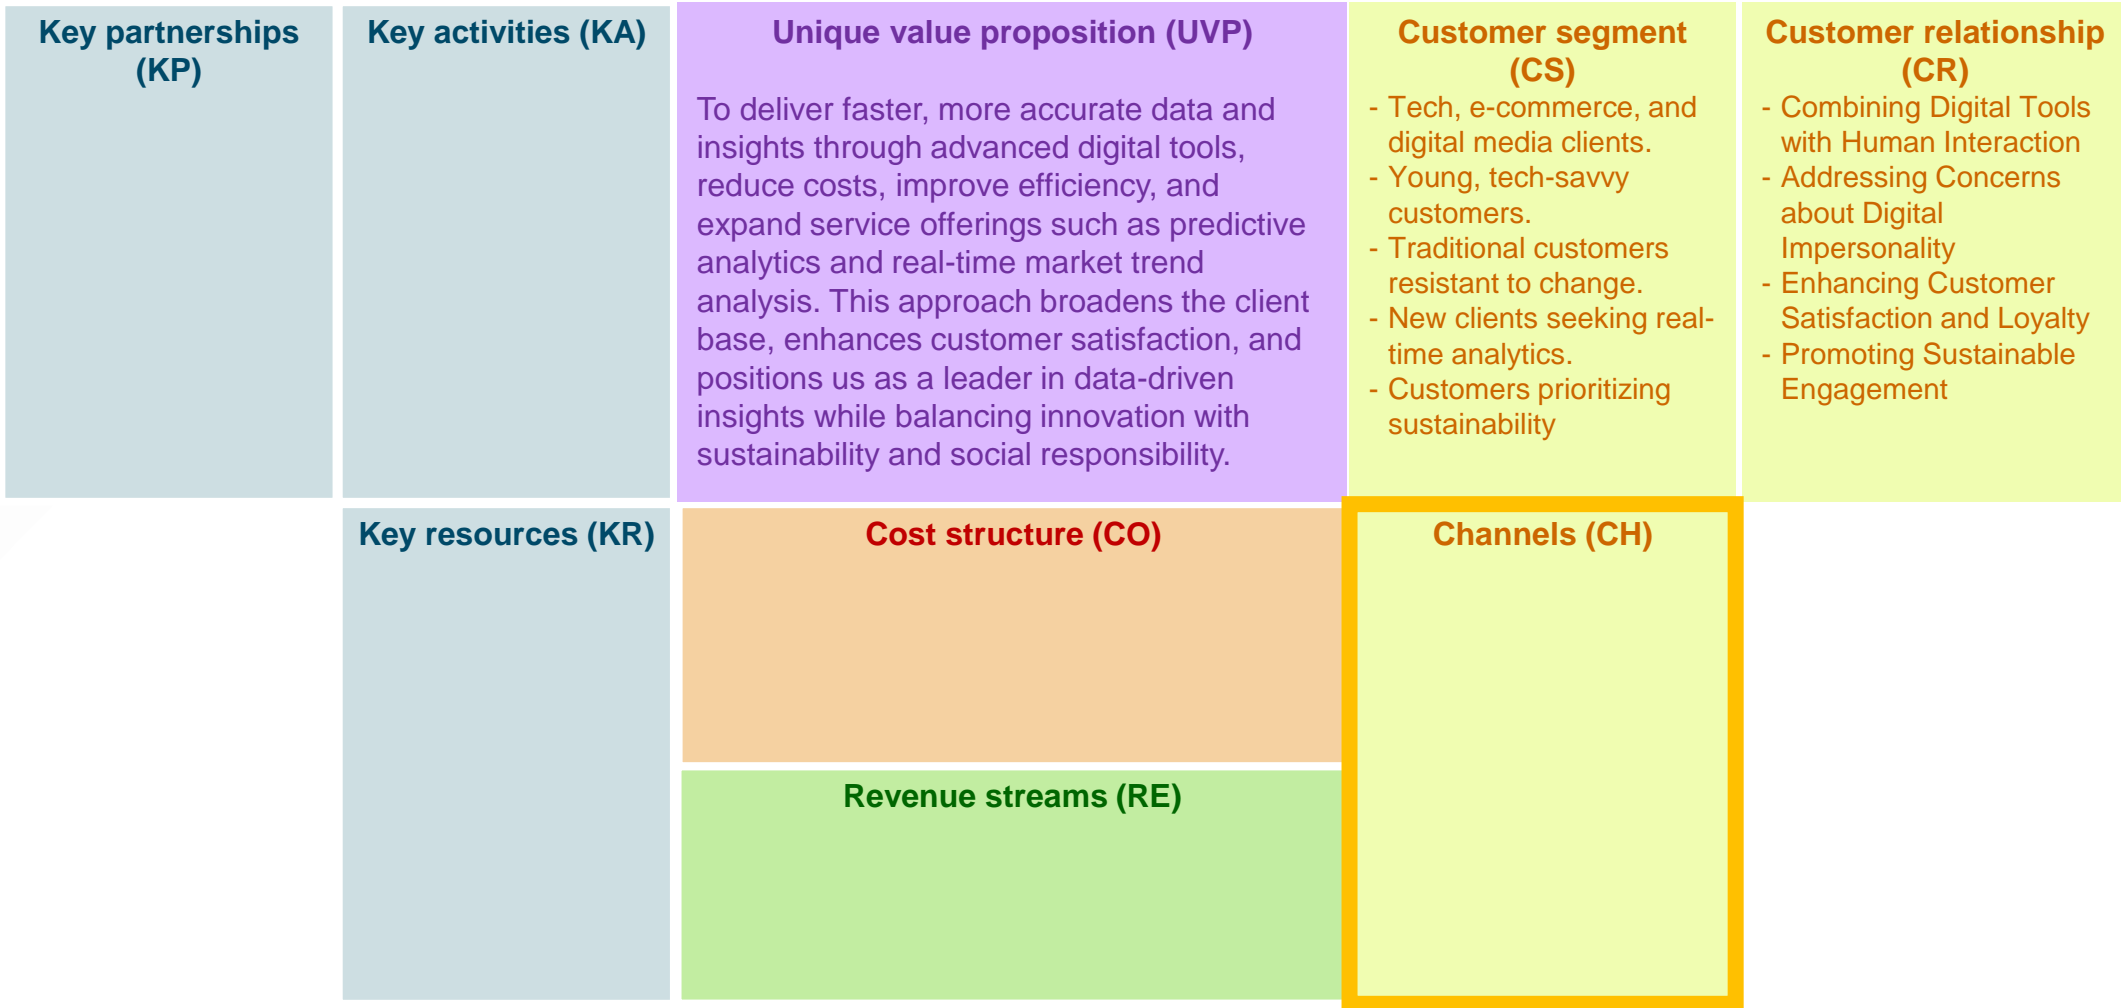 Key partnerships
(KP)
Key activities (KA)
Unique value proposition (UVP)
To deliver faster, more accurate data and
insights through advanced digital tools,
reduce costs, improve efficiency, and
expand service offerings such as predictive
analytics and real-time market trend
analysis. This approach broadens the client
base, enhances customer satisfaction, and
positions us as a leader in data-driven
insights while balancing innovation with
sustainability and social responsibility.
Customer segment
(CS)
- Tech, e-commerce, and
digital media clients.
- Young, tech-savvy
customers.
- Traditional customers
resistant to change.
- New clients seeking real-
time analytics.
- Customers prioritizing
sustainability
Customer relationship
(CR)
- Combining Digital Tools
with Human Interaction
- Addressing Concerns
about Digital
Impersonality
- Enhancing Customer
Satisfaction and Loyalty
- Promoting Sustainable
Engagement
Key resources (KR)
Cost structure (CO)
Channels (CH)
Revenue streams (RE)